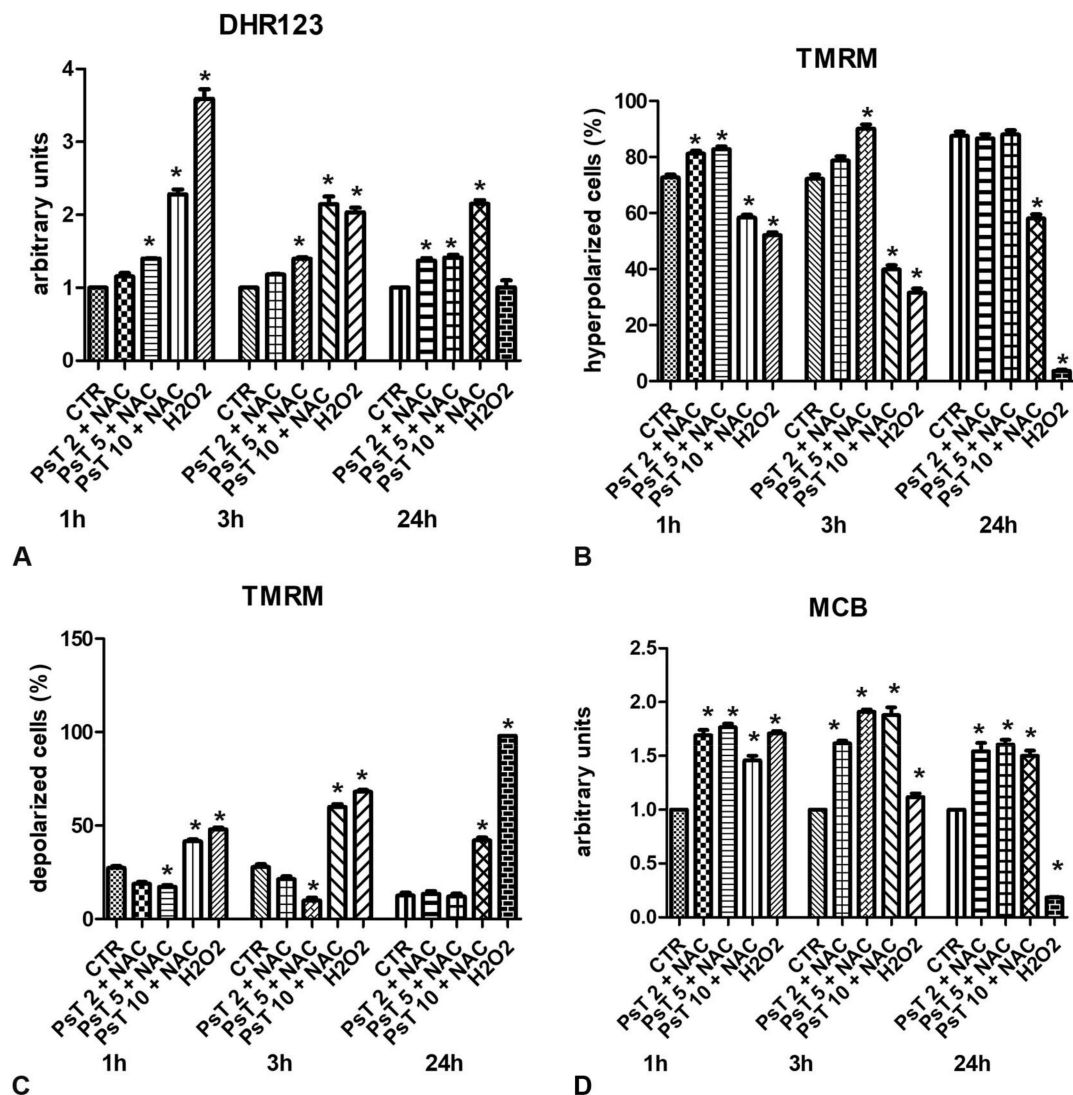 DHR123
arbitrary units
4
3
2
1
0
* * * * * * * * *
CTR
PsT 2 + NAC
PsT 5 + NAC
PsT 10 + NAC
H2O2
CTR
PsT 2 + NAC
PsT 5 + NAC
PsT 10 + NAC
H2O2
CTR
PsT 2 + NAC
PsT 5 + NAC
PsT 10 + NAC
H2O2
1h 3h 24h
A
TMRM
hyperpolarized cells (%)
100
80
60
40
20
0
* * * * * * * * *
CTR
PsT 2 + NAC
PsT 5 + NAC
PsT 10 + NAC
H2O2
CTR
PsT 2 + NAC
PsT 5 + NAC
PsT 10 + NAC
H2O2
CTR
PsT 2 + NAC
PsT 5 + NAC
PsT 10 + NAC
H2O2
1h 3h 24h
B
TMRM
depolarized cells (%)
150
100
50
0
* * * * * * * *
CTR
PsT 2 + NAC
PsT 5 + NAC
PsT 10 + NAC
H2O2
CTR
PsT 2 + NAC
PsT 5 + NAC
PsT 10 + NAC
H2O2
CTR
PsT 2 + NAC
PsT 5 + NAC
PsT 10 + NAC
H2O2
1h 3h 24h
C
MCB
arbitrary units
2.5
2.0
1.5
1.0
0.5
0.0
* * * * * * * * * * * *
CTR
PsT 2 + NAC
PsT 5 + NAC
PsT 10 + NAC
H2O2
CTR
PsT 2 + NAC
PsT 5 + NAC
PsT 10 + NAC
H2O2
CTR
PsT 2 + NAC
PsT 5 + NAC
PsT 10 + NAC
H2O2
1h 3h 24h
D